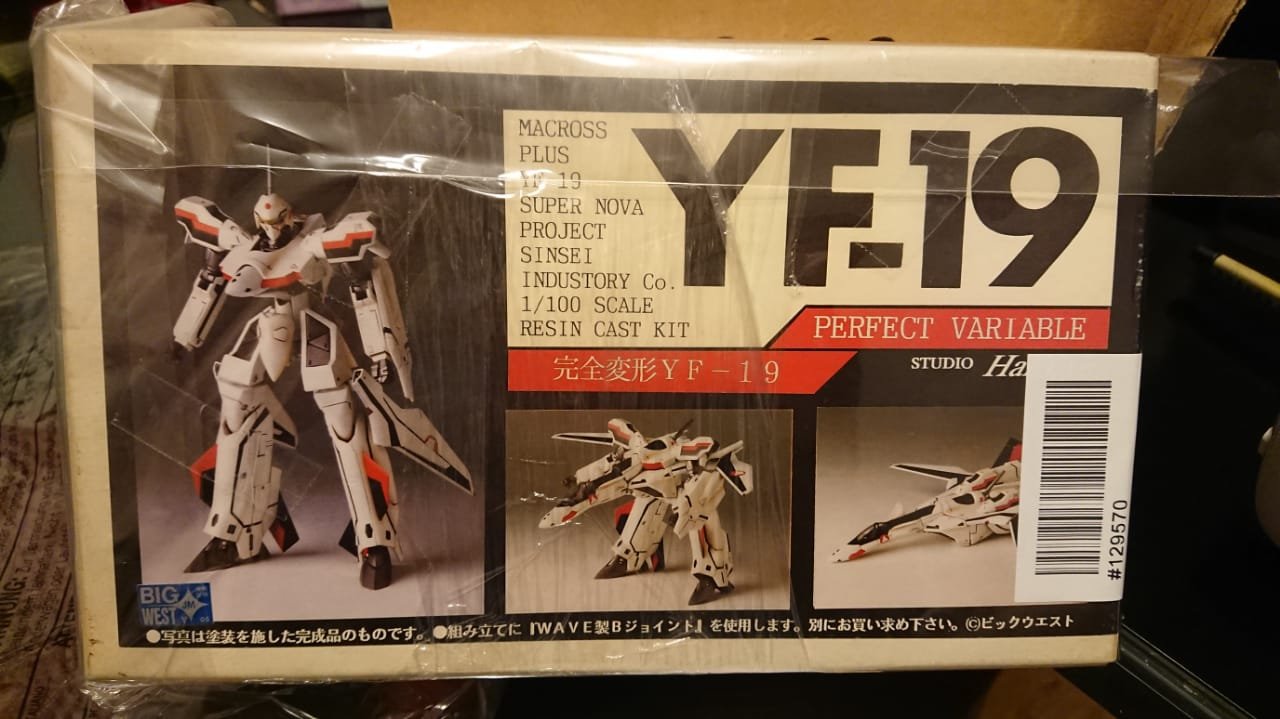 MACROSS
PLUS
YF-19
SUPER NOVA
PROJECT
SINSEI
INDUSTORY Co.
1/100 SCALE
RESIN CAST KIT
YF-19
PERFECT VARIABLE
完全変形YF-19
STUDIO
#129570
BIG
WEST
JM
●写真は塗装を施した完成品のものです。●組み立てに『WAVE製Bジョイント』を使用します。別にお買い求め下さい。Ⓒビックウエスト